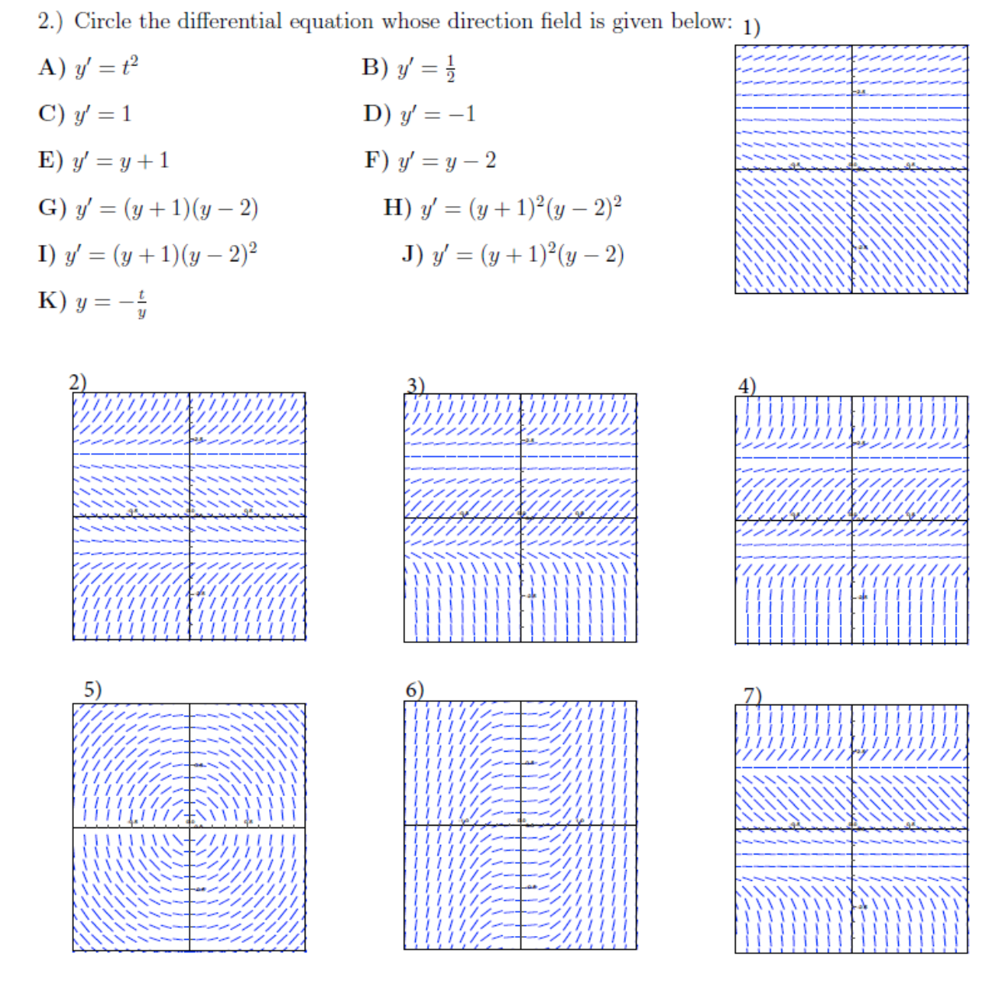 2.) Circle the differential equation whose direction field is given below: 1)
A) y′ = t²
B) y′ = 1/2
C) y′ = 1
D) y′ = −1
E) y′ = y + 1
F) y′ = y − 2
G) y′ = (y + 1)(y − 2)
H) y′ = (y + 1)²(y − 2)²
I) y′ = (y + 1)(y − 2)²
J) y′ = (y + 1)²(y − 2)
K) y = −t/y
2)
3)
4)
5)
6)
7)